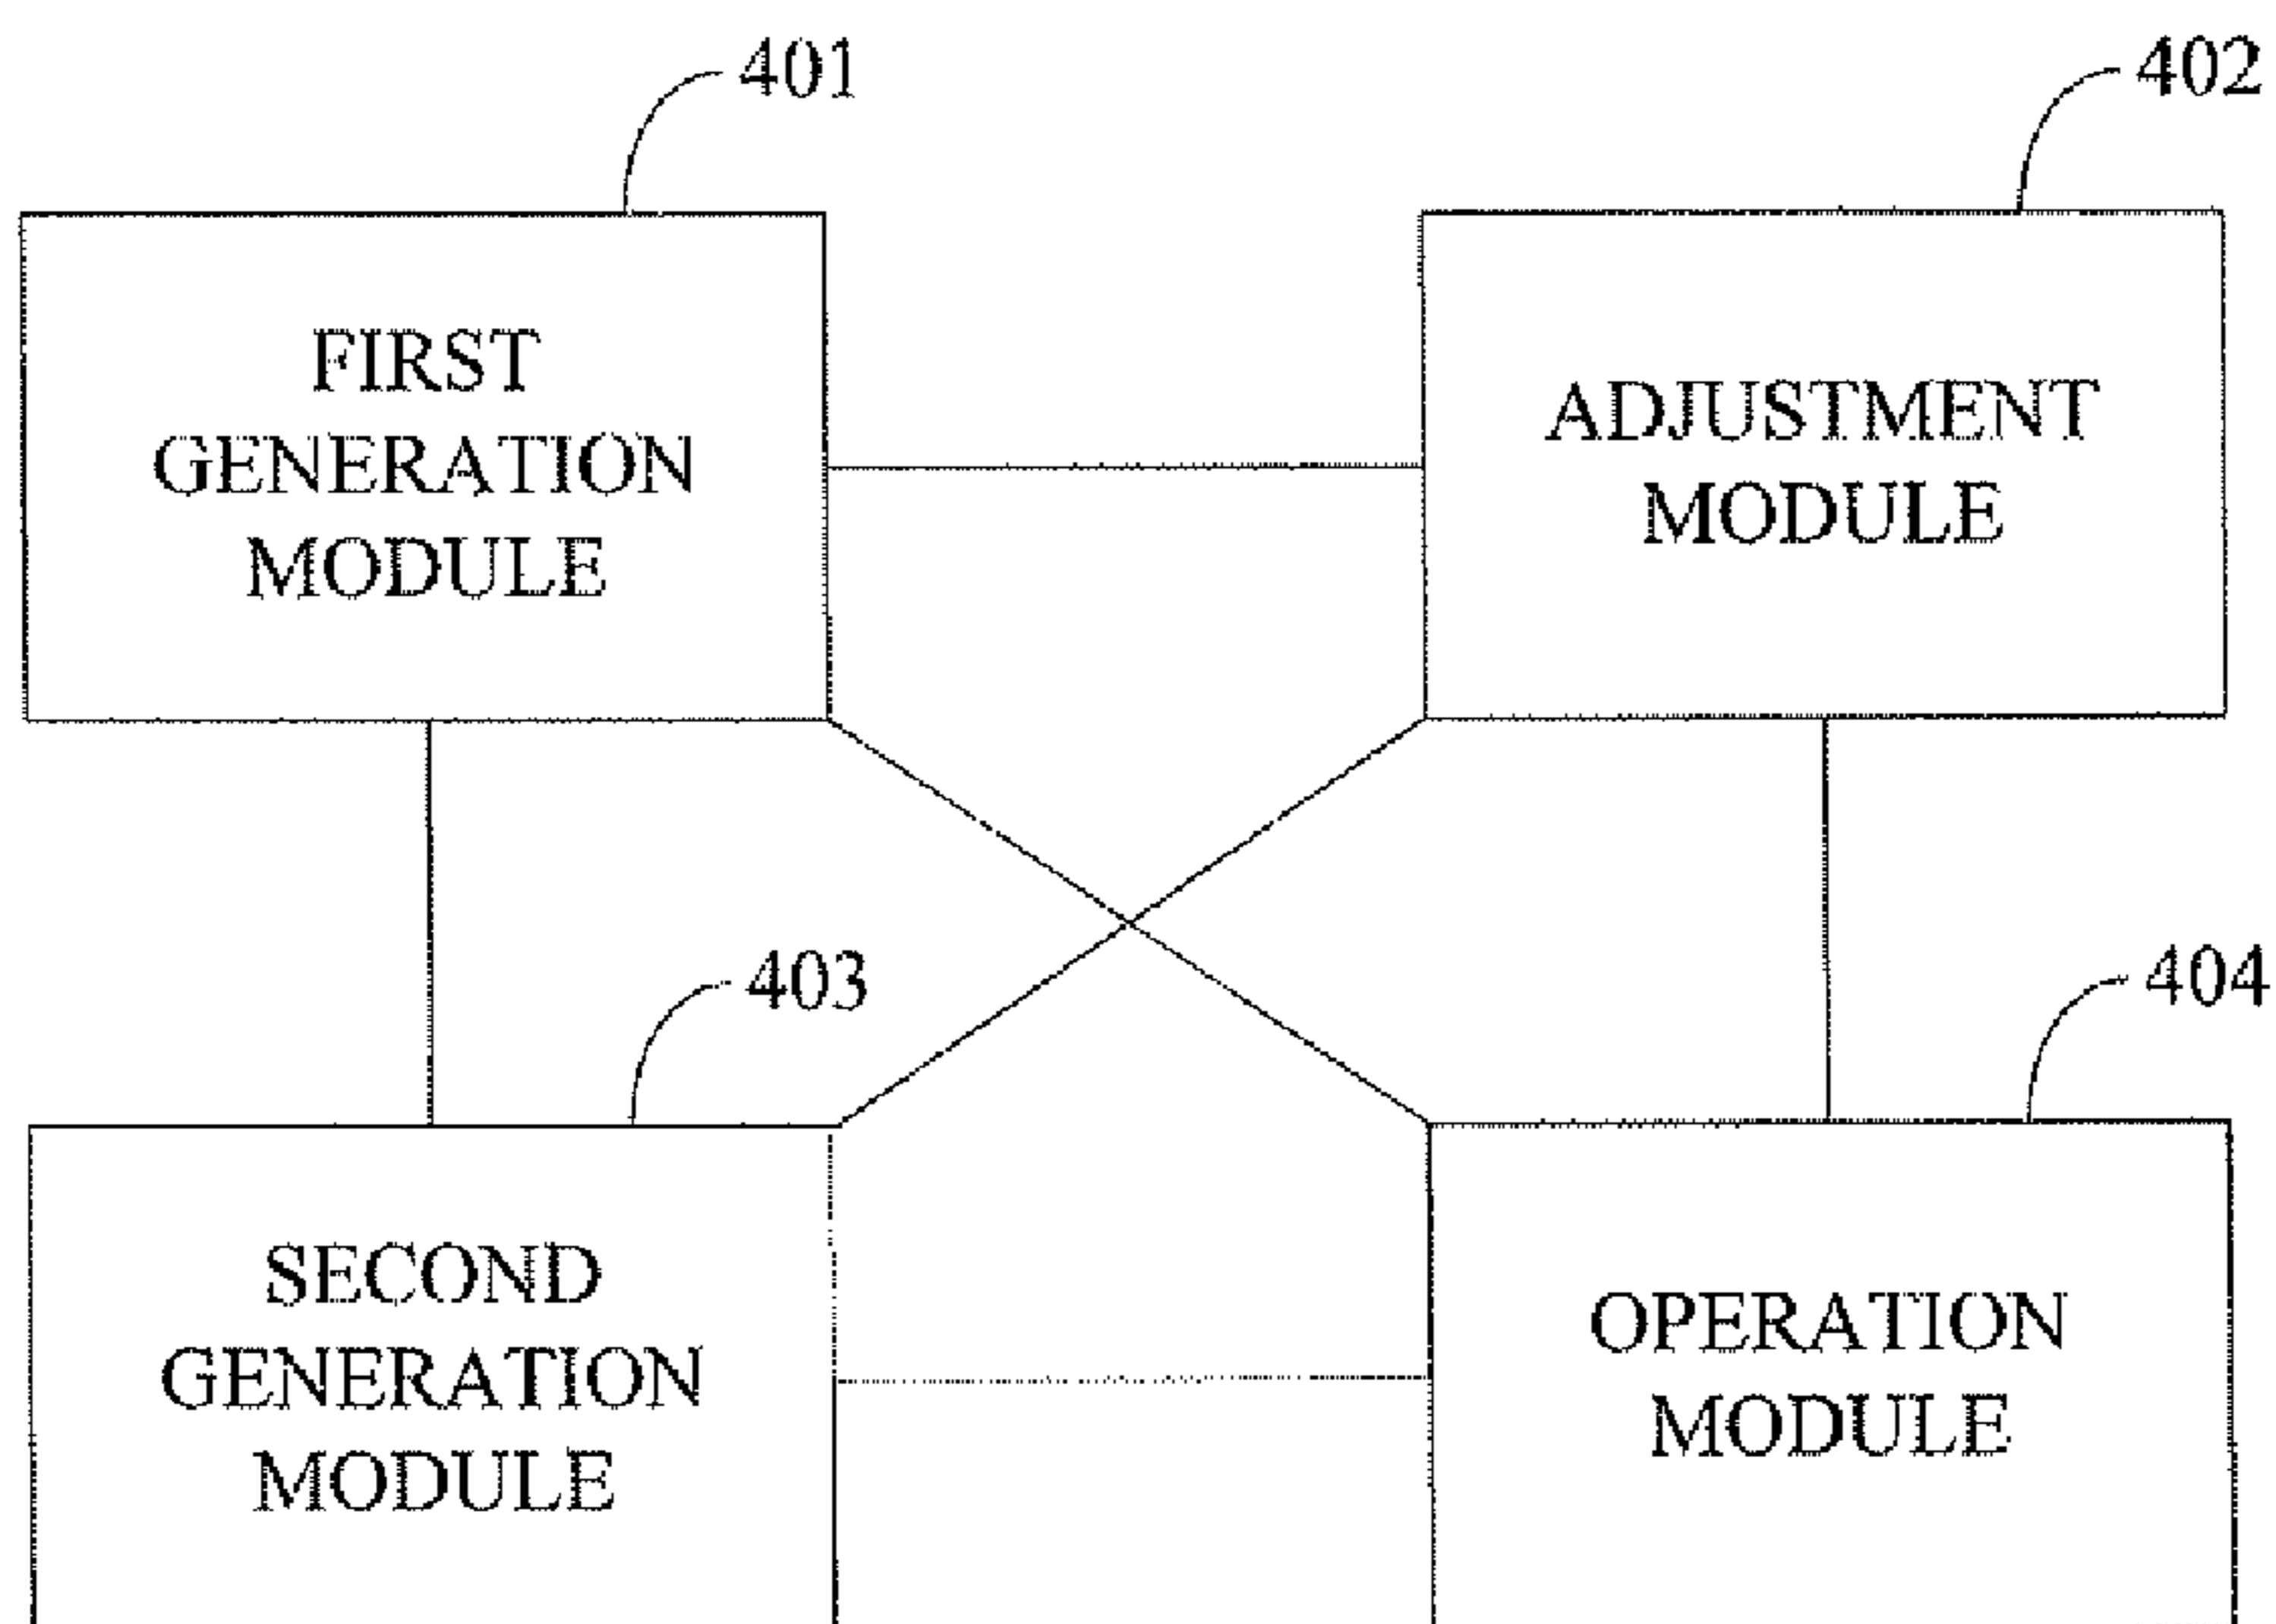 401
402
FIRST
GENERATION
MODULE
ADJUSTMENT
MODULE
403
404
SECOND
GENERATION
MODULE
OPERATION
MODULE